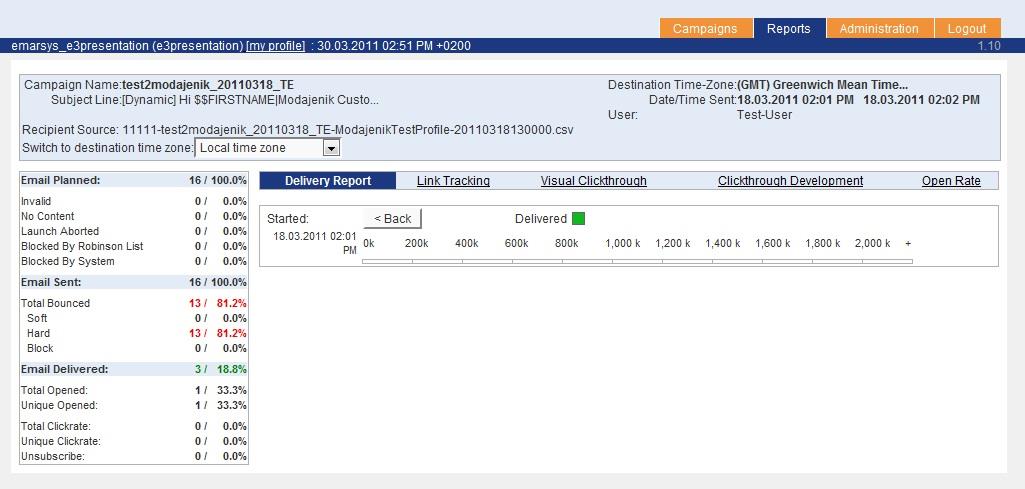 Campaigns Reports Administration Logout
emarsys_e3presentation (e3presentation) [my profile] : 30.03.2011 02:51 PM +0200 1.10
Campaign Name:test2modajenik_20110318_TE Destination Time-Zone:(GMT) Greenwich Mean Time...
Subject Line:[Dynamic] Hi $$FIRSTNAME|Modajenik Custo... Date/Time Sent:18.03.2011 02:01 PM 18.03.2011 02:02 PM
User: Test-User
Recipient Source: 11111-test2modajenik_20110318_TE-ModajenikTestProfile-20110318130000.csv
Switch to destination time zone: Local time zone
Email Planned: 16 / 100.0%
Invalid 0 / 0.0%
No Content 0 / 0.0%
Launch Aborted 0 / 0.0%
Blocked By Robinson List 0 / 0.0%
Blocked By System 0 / 0.0%
Email Sent: 16 / 100.0%
Total Bounced 13 / 81.2%
Soft 0 / 0.0%
Hard 13 / 81.2%
Block 0 / 0.0%
Email Delivered: 3 / 18.8%
Total Opened: 1 / 33.3%
Unique Opened: 1 / 33.3%
Total Clickrate: 0 / 0.0%
Unique Clickrate: 0 / 0.0%
Unsubscribe: 0 / 0.0%
Delivery Report Link Tracking Visual Clickthrough Clickthrough Development Open Rate
Started: < Back Delivered
18.03.2011 02:01 PM
0k 200k 400k 600k 800k 1,000 k 1,200 k 1,400 k 1,600 k 1,800 k 2,000 k +